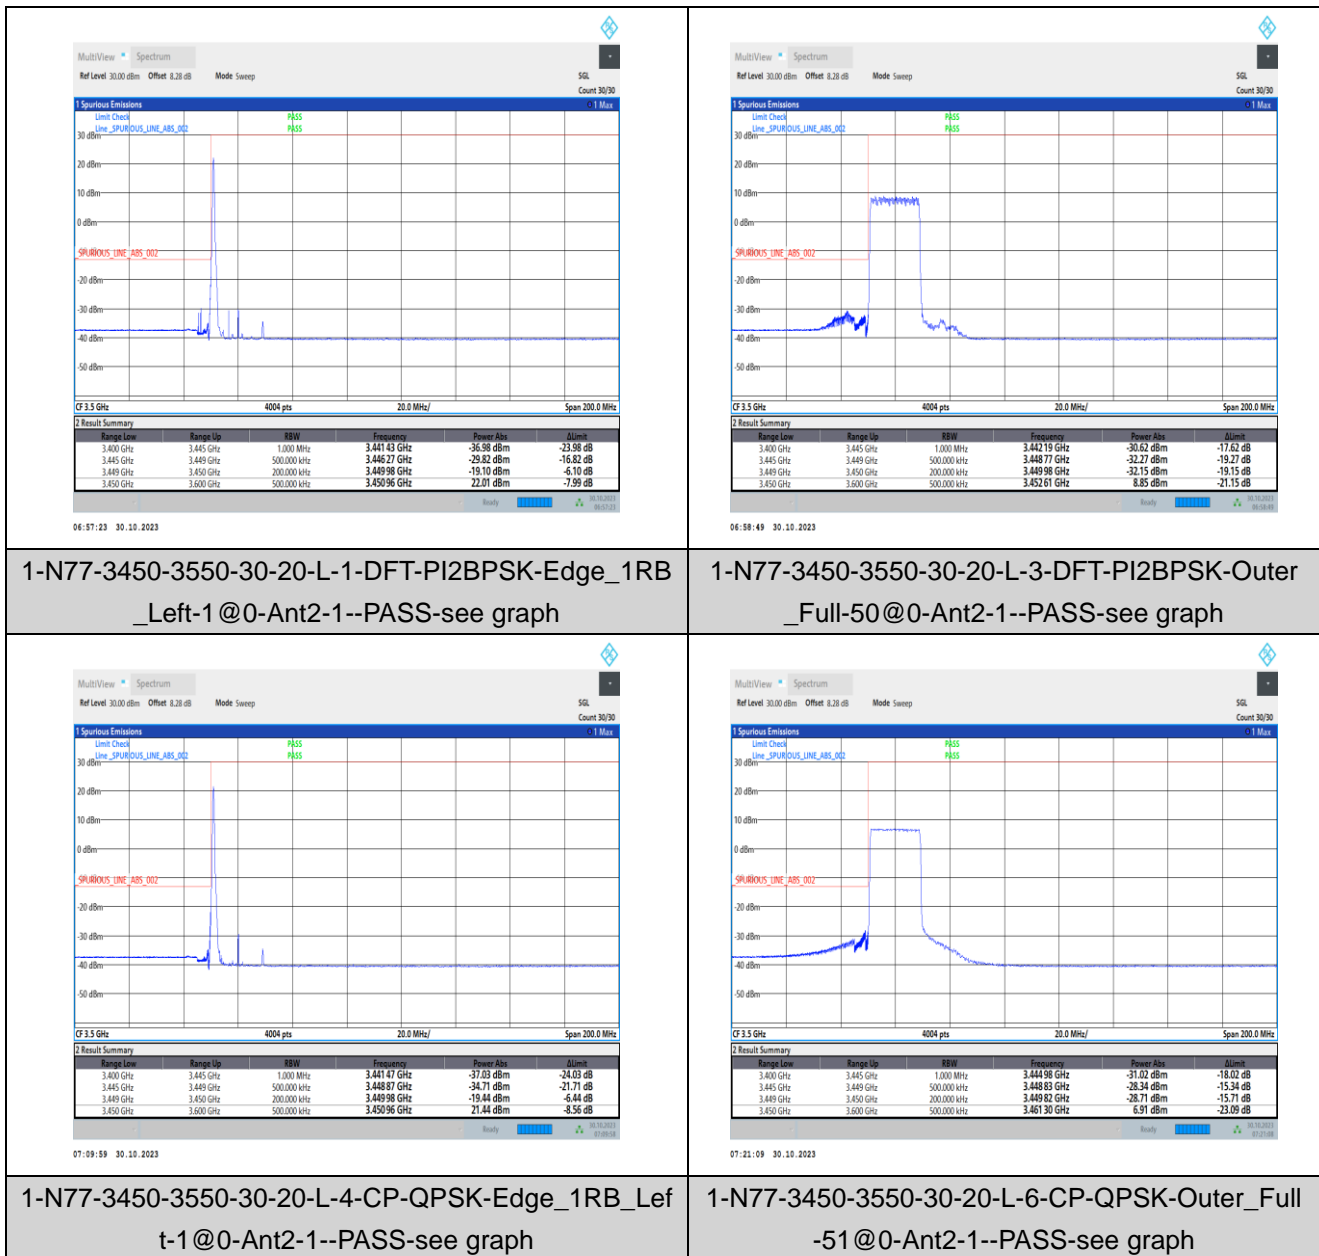 MultiView Spectrum
Ref Level 30.00 dBm Offset 8.28 dB Mode Sweep SGL
Count 30/30
1 Spurious Emissions 1 Max
Limit Check PASS
Line _SPURIOUS_LINE_ABS_002 PASS
30 dBm
20 dBm
10 dBm
0 dBm
SPURIOUS_LINE_ABS_002
-20 dBm
-30 dBm
-40 dBm
-50 dBm
CF 3.5 GHz 4004 pts 20.0 MHz/ Span 200.0 MHz
2 Result Summary
Range Low Range Up RBW Frequency Power Abs ΔLimit
3.400 GHz 3.445 GHz 1.000 MHz 3.441 43 GHz -36.98 dBm -23.98 dB
3.445 GHz 3.449 GHz 500.000 kHz 3.446 27 GHz -29.82 dBm -16.82 dB
3.449 GHz 3.450 GHz 200.000 kHz 3.449 98 GHz -19.10 dBm -6.10 dB
3.450 GHz 3.600 GHz 500.000 kHz 3.450 96 GHz 22.01 dBm -7.99 dB
Ready 30.10.2023
06:57:23
06:57:23 30.10.2023
MultiView Spectrum
Ref Level 30.00 dBm Offset 8.28 dB Mode Sweep SGL
Count 30/30
1 Spurious Emissions 1 Max
Limit Check PASS
Line _SPURIOUS_LINE_ABS_002 PASS
30 dBm
20 dBm
10 dBm
0 dBm
SPURIOUS_LINE_ABS_002
-20 dBm
-30 dBm
-40 dBm
-50 dBm
CF 3.5 GHz 4004 pts 20.0 MHz/ Span 200.0 MHz
2 Result Summary
Range Low Range Up RBW Frequency Power Abs ΔLimit
3.400 GHz 3.445 GHz 1.000 MHz 3.442 19 GHz -30.62 dBm -17.62 dB
3.445 GHz 3.449 GHz 500.000 kHz 3.448 77 GHz -32.27 dBm -19.27 dB
3.449 GHz 3.450 GHz 200.000 kHz 3.449 98 GHz -32.15 dBm -19.15 dB
3.450 GHz 3.600 GHz 500.000 kHz 3.452 61 GHz 8.85 dBm -21.15 dB
Ready 30.10.2023
06:58:49
06:58:49 30.10.2023
1-N77-3450-3550-30-20-L-1-DFT-PI2BPSK-Edge_1RB
_Left-1@0-Ant2-1--PASS-see graph
1-N77-3450-3550-30-20-L-3-DFT-PI2BPSK-Outer
_Full-50@0-Ant2-1--PASS-see graph
MultiView Spectrum
Ref Level 30.00 dBm Offset 8.28 dB Mode Sweep SGL
Count 30/30
1 Spurious Emissions 1 Max
Limit Check PASS
Line _SPURIOUS_LINE_ABS_002 PASS
30 dBm
20 dBm
10 dBm
0 dBm
SPURIOUS_LINE_ABS_002
-20 dBm
-30 dBm
-40 dBm
-50 dBm
CF 3.5 GHz 4004 pts 20.0 MHz/ Span 200.0 MHz
2 Result Summary
Range Low Range Up RBW Frequency Power Abs ΔLimit
3.400 GHz 3.445 GHz 1.000 MHz 3.441 47 GHz -37.03 dBm -24.03 dB
3.445 GHz 3.449 GHz 500.000 kHz 3.448 87 GHz -34.71 dBm -21.71 dB
3.449 GHz 3.450 GHz 200.000 kHz 3.449 98 GHz -19.44 dBm -6.44 dB
3.450 GHz 3.600 GHz 500.000 kHz 3.450 96 GHz 21.44 dBm -8.56 dB
Ready 30.10.2023
07:09:58
07:09:59 30.10.2023
MultiView Spectrum
Ref Level 30.00 dBm Offset 8.28 dB Mode Sweep SGL
Count 30/30
1 Spurious Emissions 1 Max
Limit Check PASS
Line _SPURIOUS_LINE_ABS_002 PASS
30 dBm
20 dBm
10 dBm
0 dBm
SPURIOUS_LINE_ABS_002
-20 dBm
-30 dBm
-40 dBm
-50 dBm
CF 3.5 GHz 4004 pts 20.0 MHz/ Span 200.0 MHz
2 Result Summary
Range Low Range Up RBW Frequency Power Abs ΔLimit
3.400 GHz 3.445 GHz 1.000 MHz 3.444 98 GHz -31.02 dBm -18.02 dB
3.445 GHz 3.449 GHz 500.000 kHz 3.448 83 GHz -28.34 dBm -15.34 dB
3.449 GHz 3.450 GHz 200.000 kHz 3.449 82 GHz -28.71 dBm -15.71 dB
3.450 GHz 3.600 GHz 500.000 kHz 3.461 30 GHz 6.91 dBm -23.09 dB
Ready 30.10.2023
07:21:08
07:21:09 30.10.2023
1-N77-3450-3550-30-20-L-4-CP-QPSK-Edge_1RB_Lef
t-1@0-Ant2-1--PASS-see graph
1-N77-3450-3550-30-20-L-6-CP-QPSK-Outer_Full
-51@0-Ant2-1--PASS-see graph